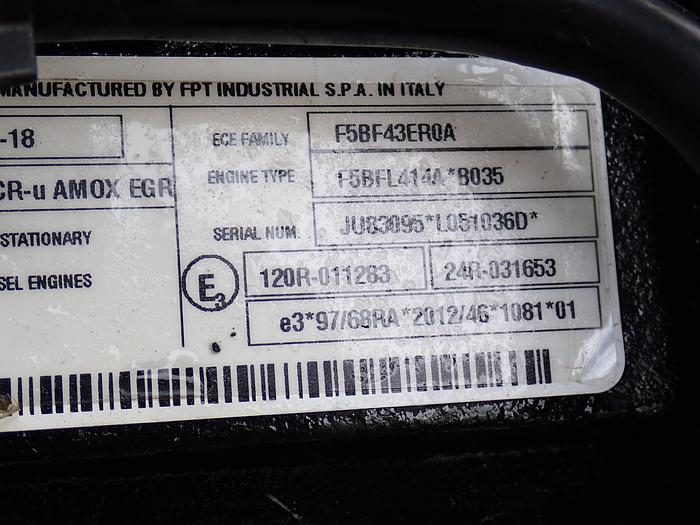 MANUFACTURED BY FPT INDUSTRIAL S.P.A. IN ITALY
-18
ECE FAMILY F5BF43ER0A
CR-u AMOX EGR
ENGINE TYPE F5BFL414A*B035
STATIONARY
SERIAL NUM. JU83095*L051036D*
SEL ENGINES
E3 120R-011283 24R-031653
e3*97/68RA*2012/46*1081*01